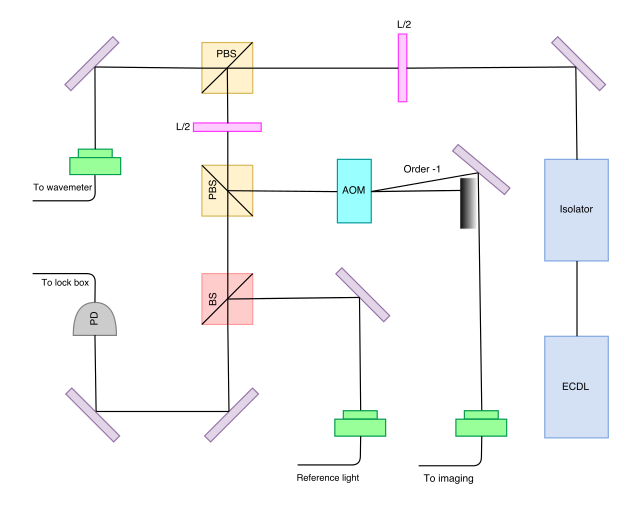 L/2
PBS
L/2
To wavemeter
PBS
AOM
Order -1
Isolator
To lock box
PD
BS
ECDL
Reference light
To imaging